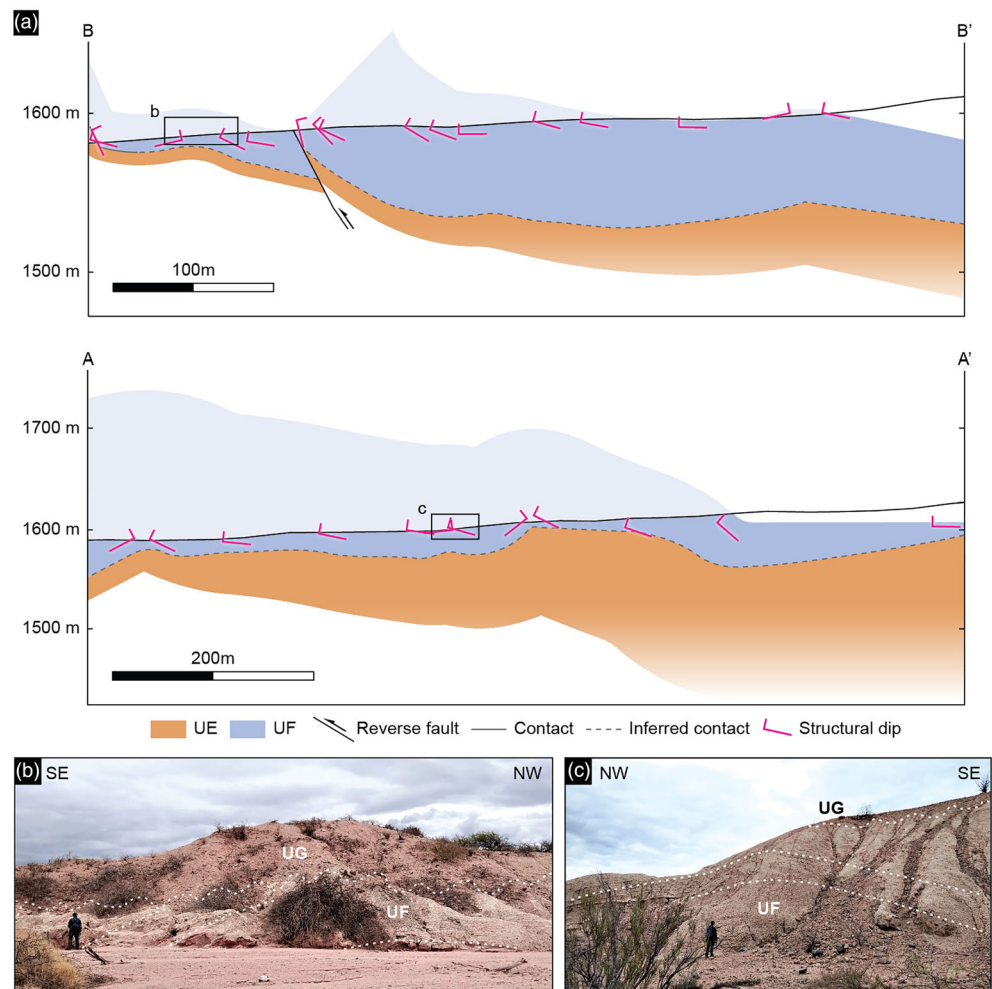 (a)
B B'
b
1600 m
1500 m
100m
A A'
1700 m
c
1600 m
1500 m
200m
UE UF Reverse fault Contact Inferred contact Structural dip
(b) SE NW
UG
UF
(c) NW SE
UG
UF